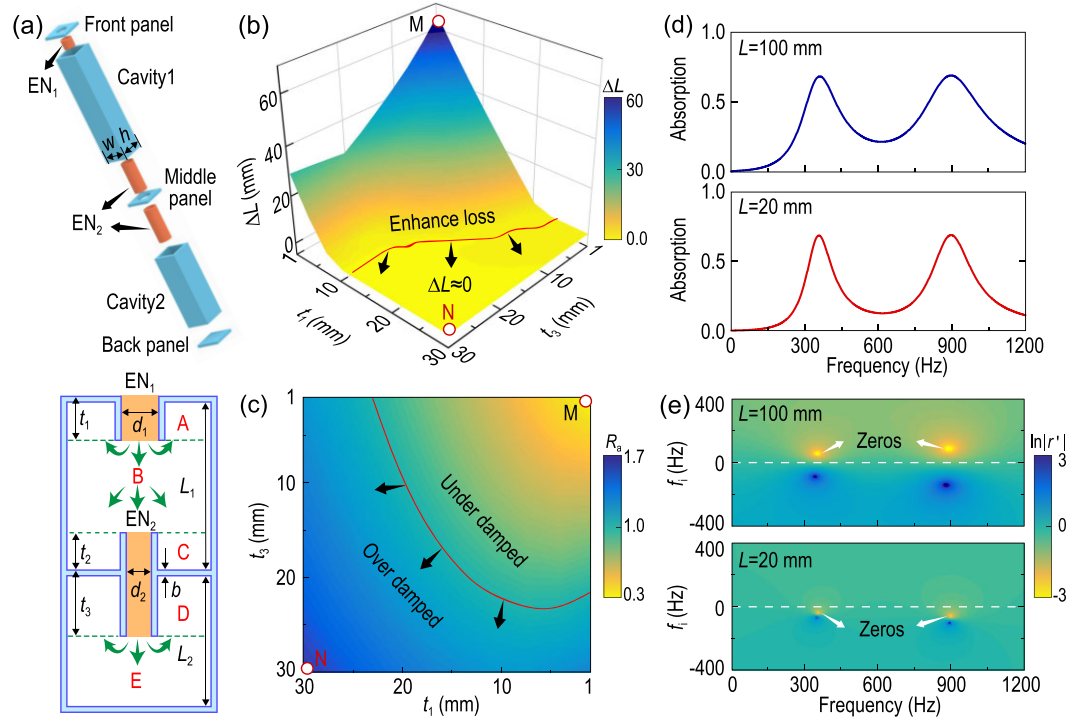 (a)
Front panel
EN1
Cavity1
w
h
Middle
panel
EN2
Cavity2
Back panel
EN1
t1
d1
A
B
L1
EN2
t2
C
d2
b
t3
D
L2
E
(b)
M
ΔL
60
45
30
15
0.0
ΔL (mm)
60
40
20
0
Enhance loss
ΔL≈0
N
1
10
20
30
t1 (mm)
30
20
10
1
t3 (mm)
(c)
M
Ra
1.7
1.0
0.3
1
10
20
30
t3 (mm)
Under damped
Over damped
N
30
20
10
1
t1 (mm)
(d)
1.0
L=100 mm
Absorption
0.5
0.0
1.0
L=20 mm
Absorption
0.5
0.0
0
300
600
900
1200
Frequency (Hz)
(e)
400
L=100 mm
ln|r'|
Zeros
3
fi (Hz)
0
0
-400
400
L=20 mm
fi (Hz)
0
Zeros
-3
-400
0
300
600
900
1200
Frequency (Hz)